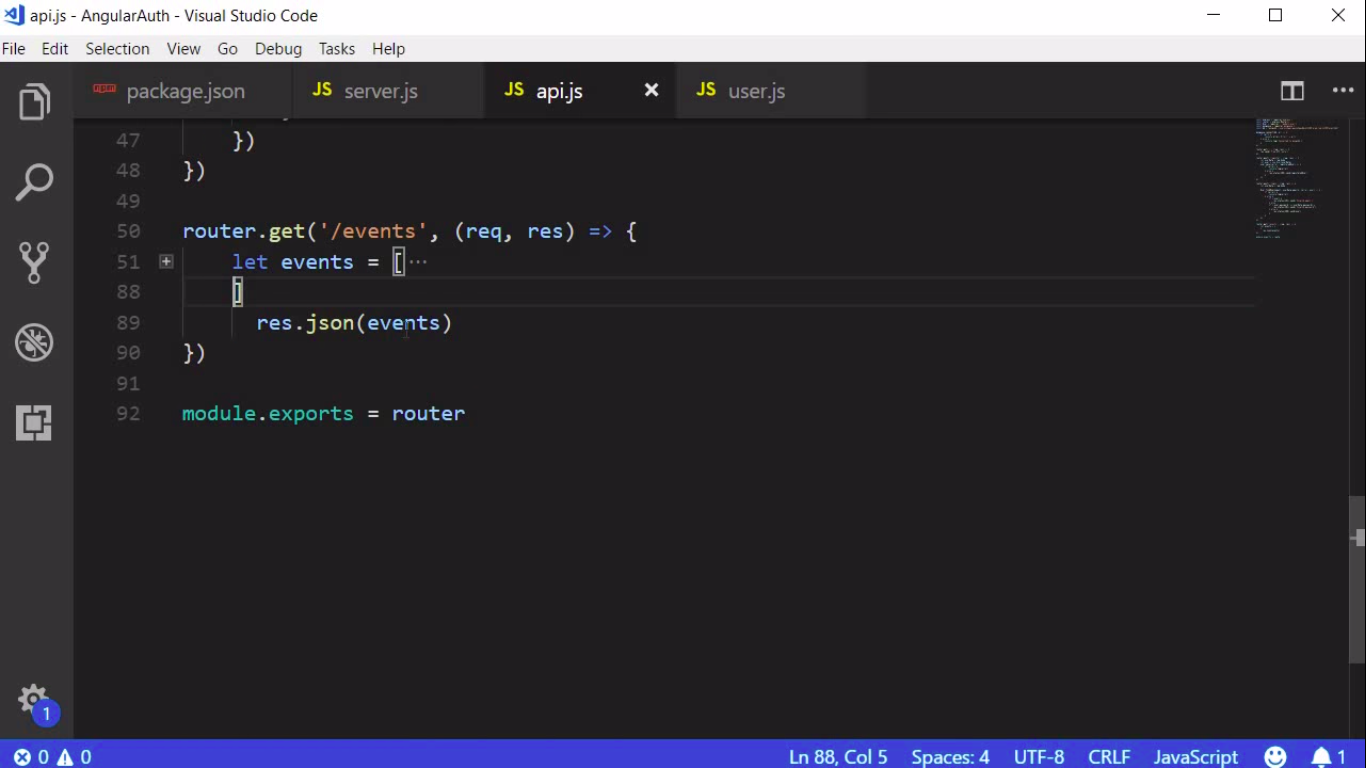 api.js - AngularAuth - Visual Studio Code
File Edit Selection View Go Debug Tasks Help
npm package.json JS server.js JS api.js JS user.js
47 })
48 })
49
50 router.get('/events', (req, res) => {
51 let events = [...
88 ]
89 res.json(events)
90 })
91
92 module.exports = router
1
0 0 Ln 88, Col 5 Spaces: 4 UTF-8 CRLF JavaScript 1